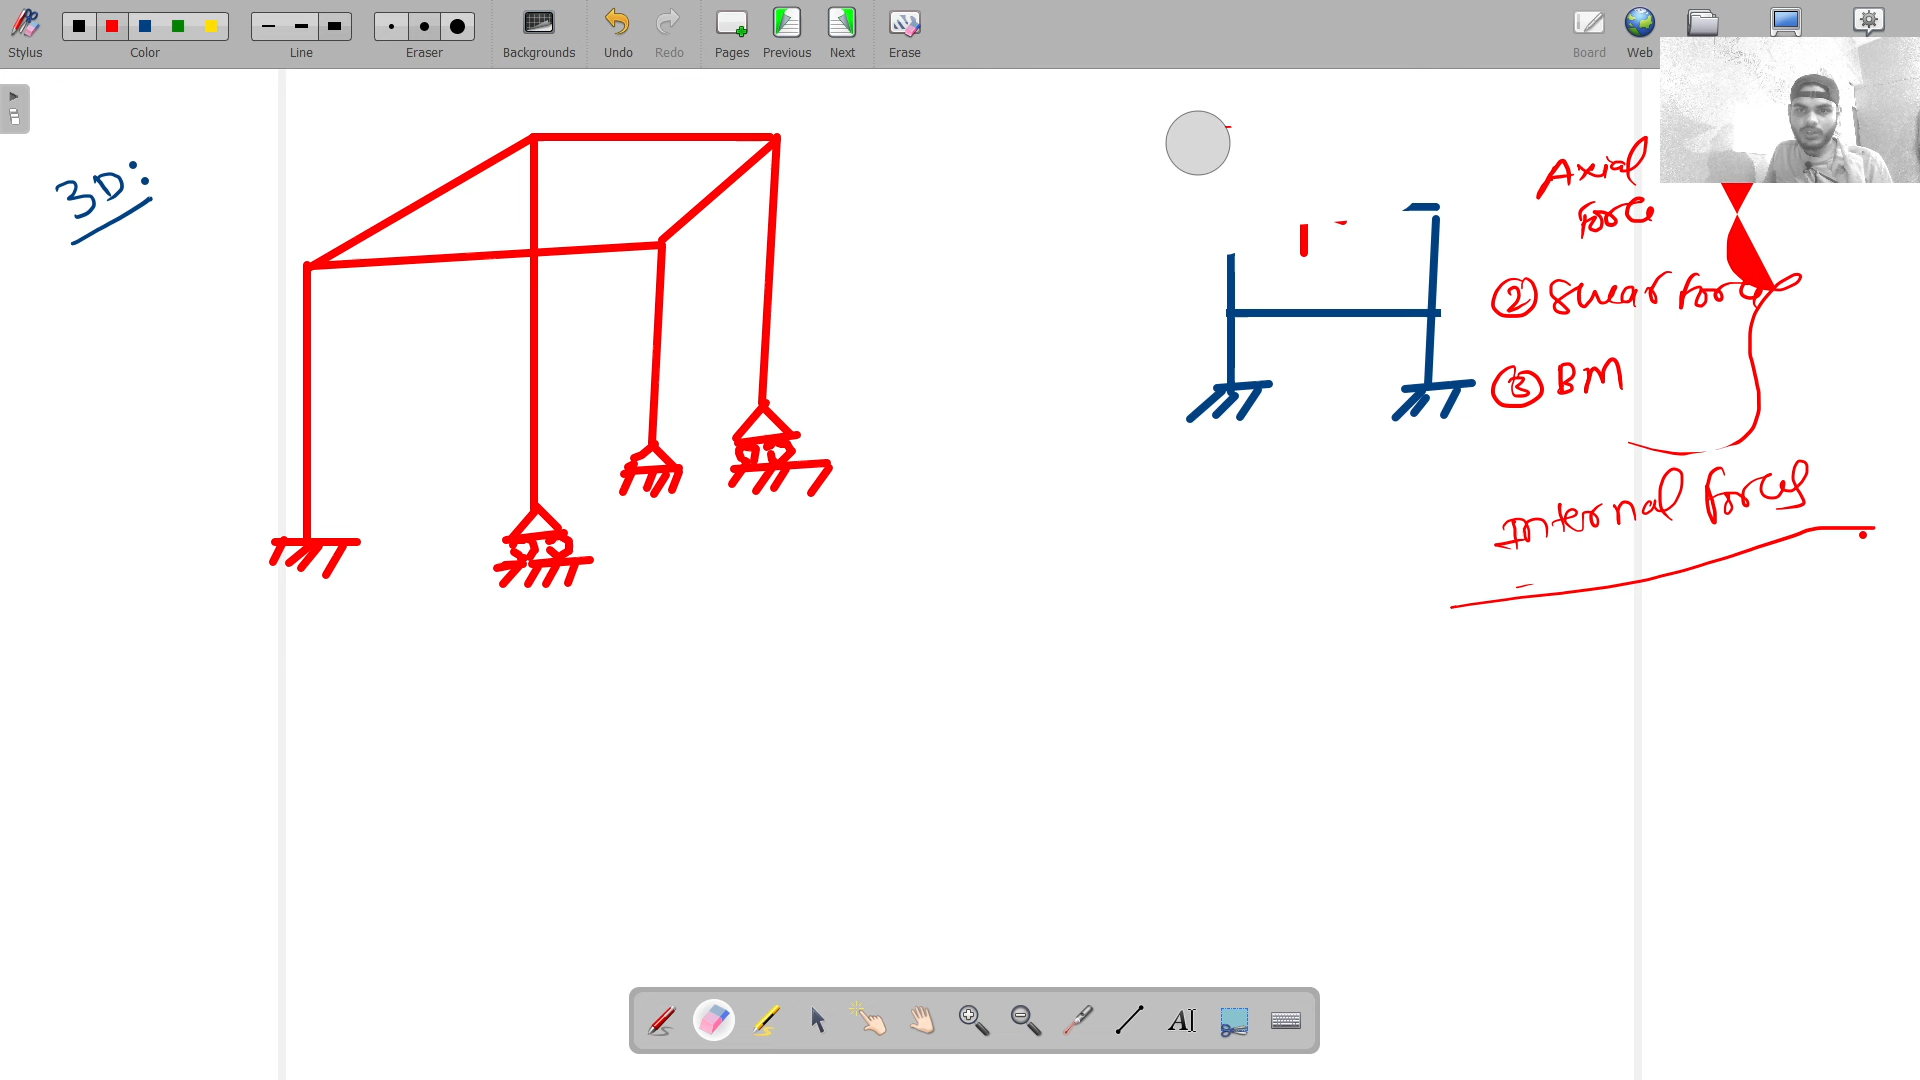 Stylus
Color
Line
Eraser
Backgrounds
Undo
Redo
Pages
Previous
Next
Erase
Board
Web
3D:
Axial
Force
② Shear Forces
③ BM
Internal Forces